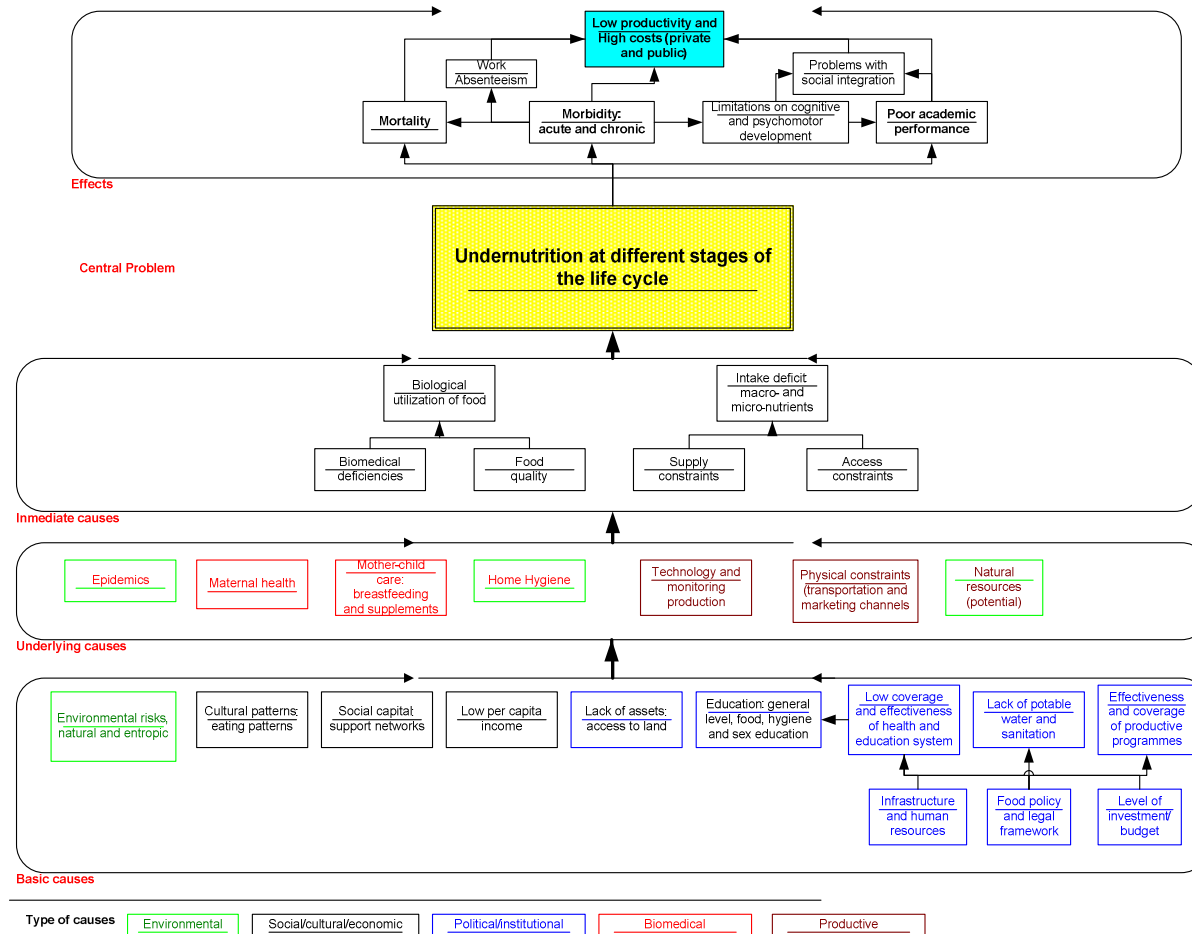 Low productivity and
High costs (private
and public)
Work
Absenteeism
Problems with
social integration
Mortality
Morbidity:
acute and chronic
Limitations on cognitive
and psychomotor
development
Poor academic
performance
Effects
Undernutrition at different stages of
the life cycle
Central Problem
Biological
utilization of food
Intake deficit
macro- and
micro-nutrients
Biomedical
deficiencies
Food
quality
Supply
constraints
Access
constraints
Inmediate causes
Epidemics
Maternal health
Mother-child
care:
breastfeeding
and supplements
Home Hygiene
Technology and
monitoring
production
Physical constraints
(transportation and
marketing channels
Natural
resources
(potential)
Underlying causes
Environmental risks,
natural and entropic
Cultural patterns:
eating patterns
Social capital:
support networks
Low per capita
income
Lack of assets:
access to land
Education: general
level, food, hygiene
and sex education
Low coverage
and effectiveness
of health and
education system
Lack of potable
water and
sanitation
Effectiveness
and coverage
of productive
programmes
Infrastructure
and human
resources
Food policy
and legal
framework
Level of
investment/
budget
Basic causes
Type of causes
Environmental
Social/cultural/economic
Political/institutional
Biomedical
Productive